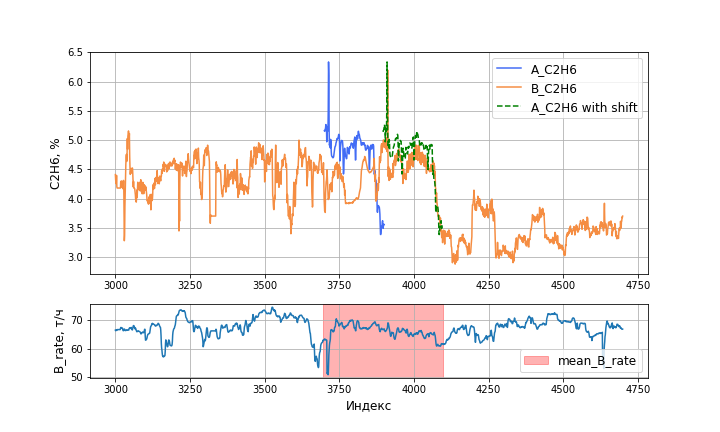 6.5
6.0
5.5
5.0
4.5
4.0
3.5
3.0
C2H6, %
A_C2H6
B_C2H6
A_C2H6 with shift
3000 3250 3500 3750 4000 4250 4500 4750
70
60
50
B_rate, т/ч
mean_B_rate
3000 3250 3500 3750 4000 4250 4500 4750
Индекс